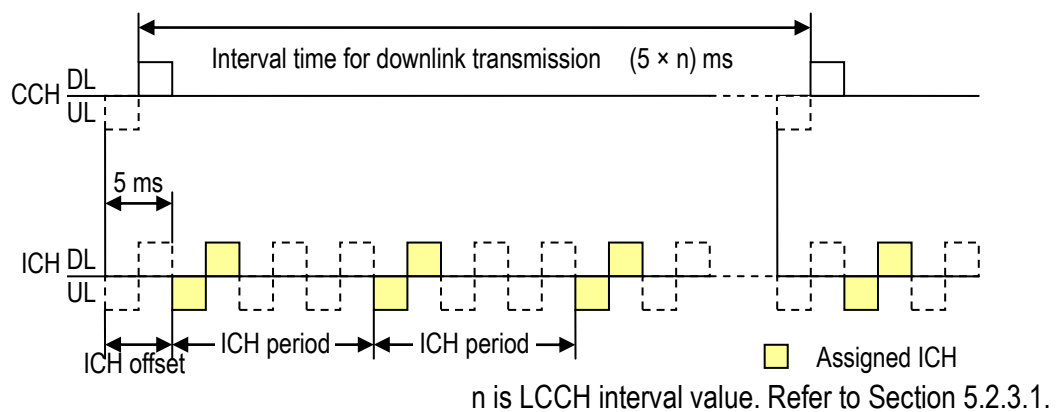 Interval time for downlink transmission (5 × n) ms
CCH DL
UL
5 ms
ICH DL
UL
ICH offset
ICH period
ICH period
Assigned ICH
n is LCCH interval value. Refer to Section 5.2.3.1.